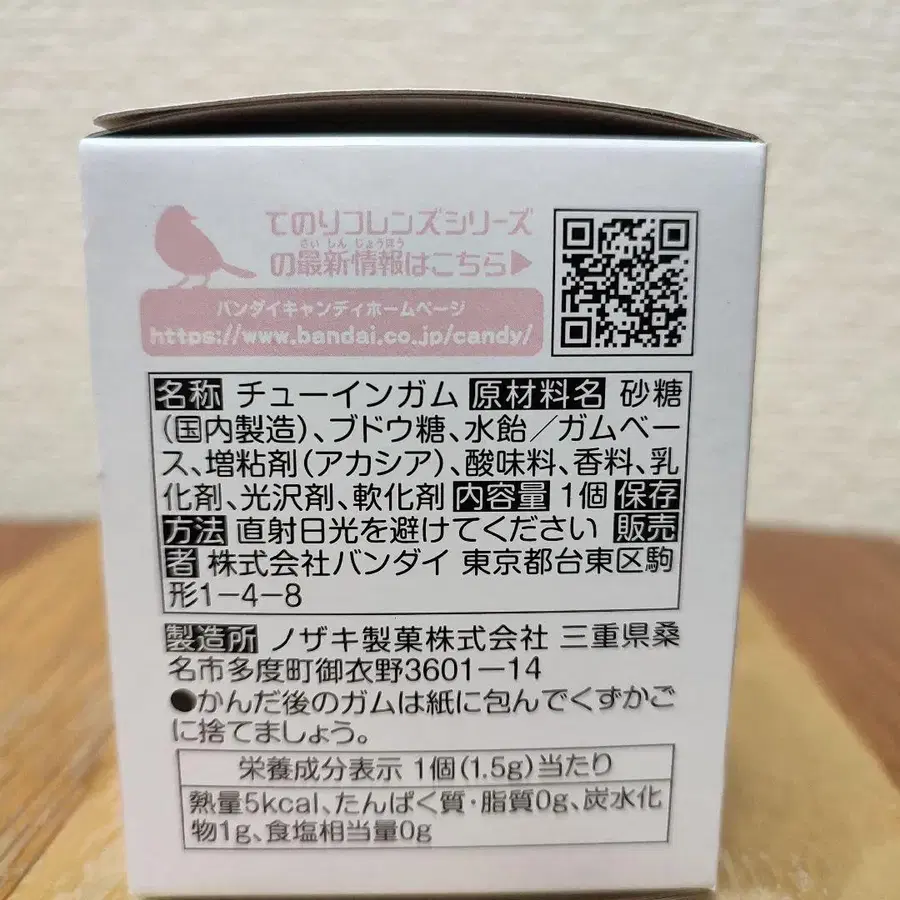 てのりフレンズシリーズ
さいしんじょうほう
の最新情報はこちら▶
バンダイキャンディホームページ
https://www.bandai.co.jp/candy/
名称 チューインガム 原材料名 砂糖
(国内製造)、ブドウ糖、水飴／ガムベー
ス、増粘剤(アカシア)、酸味料、香料、乳
化剤、光沢剤、軟化剤 内容量 1個 保存
方法 直射日光を避けてください 販売
者 株式会社バンダイ 東京都台東区駒
形1-4-8
製造所 ノザキ製菓株式会社 三重県桑
名市多度町御衣野3601-14
●かんだ後のガムは紙に包んでくずかご
に捨てましょう。
栄養成分表示 1個(1.5g)当たり
熱量5kcal、たんぱく質・脂質0g、炭水化
物1g、食塩相当量0g